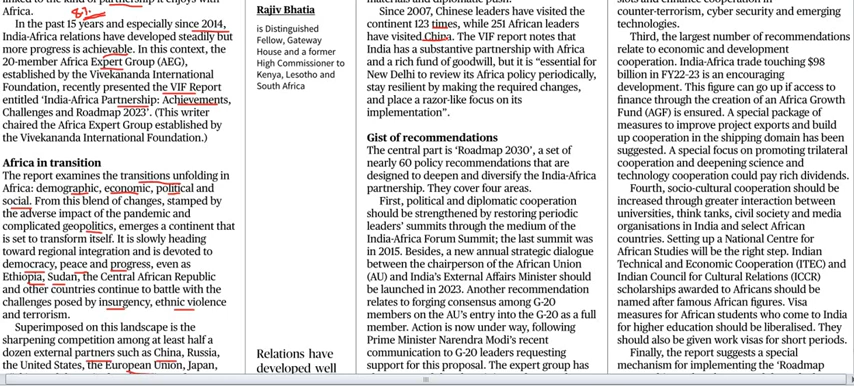 Africa.
8%
In the past 15 years and especially since 2014,
India-Africa relations have developed steadily but
more progress is achievable. In this context, the
20-member Africa Expert Group (AEG),
established by the Vivekananda International
Foundation, recently presented the VIF Report
entitled ‘India-Africa Partnership: Achievements,
Challenges and Roadmap 2023’. (This writer
chaired the Africa Expert Group established by
the Vivekananda International Foundation.)
Africa in transition
The report examines the transitions unfolding in
Africa: demographic, economic, political and
social. From this blend of changes, stamped by
the adverse impact of the pandemic and
complicated geopolitics, emerges a continent that
is set to transform itself. It is slowly heading
toward regional integration and is devoted to
democracy, peace and progress, even as
Ethiopia, Sudan, the Central African Republic
and other countries continue to battle with the
challenges posed by insurgency, ethnic violence
and terrorism.
Superimposed on this landscape is the
sharpening competition among at least half a
dozen external partners such as China, Russia,
the United States, the European Union, Japan,
Rajiv Bhatia
is Distinguished
Fellow, Gateway
House and a former
High Commissioner to
Kenya, Lesotho and
South Africa
Relations have
developed well
Since 2007, Chinese leaders have visited the
continent 123 times, while 251 African leaders
have visited China. The VIF report notes that
India has a substantive partnership with Africa
and a rich fund of goodwill, but it is “essential for
New Delhi to review its Africa policy periodically,
stay resilient by making the required changes,
and place a razor-like focus on its
implementation”.
Gist of recommendations
The central part is ‘Roadmap 2030’, a set of
nearly 60 policy recommendations that are
designed to deepen and diversify the India-Africa
partnership. They cover four areas.
First, political and diplomatic cooperation
should be strengthened by restoring periodic
leaders’ summits through the medium of the
India-Africa Forum Summit; the last summit was
in 2015. Besides, a new annual strategic dialogue
between the chairperson of the African Union
(AU) and India’s External Affairs Minister should
be launched in 2023. Another recommendation
relates to forging consensus among G-20
members on the AU’s entry into the G-20 as a full
member. Action is now under way, following
Prime Minister Narendra Modi’s recent
communication to G-20 leaders requesting
support for this proposal. The expert group has
counter-terrorism, cyber security and emerging
technologies.
Third, the largest number of recommendations
relate to economic and development
cooperation. India-Africa trade touching $98
billion in FY22-23 is an encouraging
development. This figure can go up if access to
finance through the creation of an Africa Growth
Fund (AGF) is ensured. A special package of
measures to improve project exports and build
up cooperation in the shipping domain has been
suggested. A special focus on promoting trilateral
cooperation and deepening science and
technology cooperation could pay rich dividends.
Fourth, socio-cultural cooperation should be
increased through greater interaction between
universities, think tanks, civil society and media
organisations in India and select African
countries. Setting up a National Centre for
African Studies will be the right step. Indian
Technical and Economic Cooperation (ITEC) and
Indian Council for Cultural Relations (ICCR)
scholarships awarded to Africans should be
named after famous African figures. Visa
measures for African students who come to India
for higher education should be liberalised. They
should also be given work visas for short periods.
Finally, the report suggests a special
mechanism for implementing the ‘Roadmap